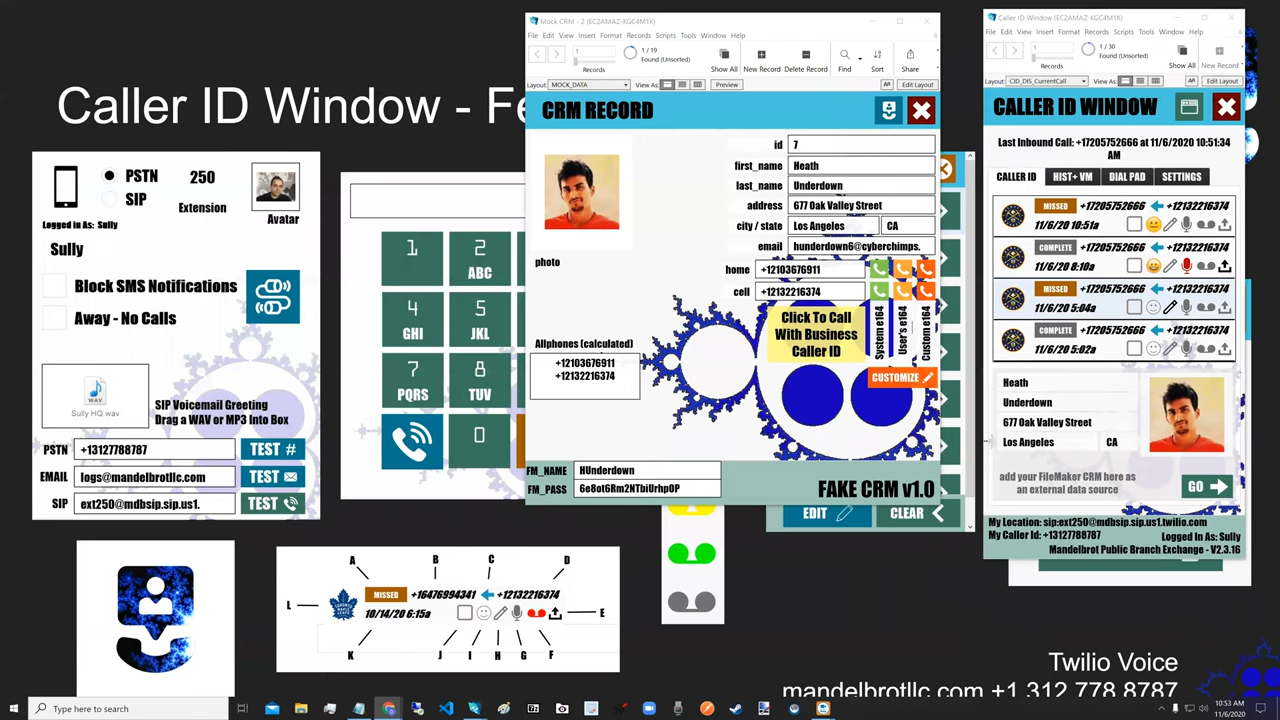 Caller ID Window - Fe
PSTN
SIP
250
Extension
Avatar
Logged in As: Sully
Sully
Block SMS Notifications
Away - No Calls
WAV
Sully HQ.wav
SIP Voicemail Greeting
Drag a WAV or MP3 Into Box
PSTN
+13127788787
TEST #
EMAIL
logs@mandelbrotllc.com
TEST
SIP
ext250@mdbsip.sip.us1.
TEST
1
2
ABC
4
GHI
5
JKL
7
PQRS
8
TUV
0
EDIT
CLEAR
A
B
C
D
L
MISSED
+16476994341
+12132216374
10/14/20 6:15a
E
K
J
I
H
G
F
Mock CRM - 2 (EC2AMAZ-KGC4M1K)
File Edit View Insert Format Records Scripts Tools Window Help
1
1 / 19
Found (Unsorted)
Records
Show All
New Record
Delete Record
Find
Sort
Share
Layout: MOCK_DATA
View As:
Preview
Edit Layout
CRM RECORD
id
7
first_name
Heath
last_name
Underdown
address
677 Oak Valley Street
city / state
Los Angeles
CA
email
hunderdown6@cyberchimps.
photo
home
+12103676911
cell
+12132216374
Click To Call
With Business
Caller ID
System e164
User's e164
Custom e164
CUSTOMIZE
Allphones (calculated)
+12103676911
+12132216374
FM_NAME
HUnderdown
FM_PASS
6e8ot6Rm2NTbiUrhpOP
FAKE CRM v1.0
Caller ID Window (EC2AMAZ-KGC4M1K)
File Edit View Insert Format Records Scripts Tools Window Help
1
1 / 30
Found (Unsorted)
Records
Show All
New Record
Layout: CID_DIS_CurrentCall
View As:
Edit Layout
CALLER ID WINDOW
Last Inbound Call: +17205752666 at 11/6/2020 10:51:34
AM
CALLER ID
HIST+ VM
DIAL PAD
SETTINGS
MISSED
+17205752666
+12132216374
11/6/20 10:51a
COMPLETE
+17205752666
+12132216374
11/6/20 8:10a
MISSED
+17205752666
+12132216374
11/6/20 5:04a
COMPLETE
+17205752666
+12132216374
11/6/20 5:02a
Heath
Underdown
677 Oak Valley Street
Los Angeles
CA
add your FileMaker CRM here as
an external data source
GO
My Location: sip:ext250@mdbsip.sip.us1.twilio.com
My Caller Id: +13127788787
Logged In As: Sully
Mandelbrot Public Branch Exchange - V2.3.16
Twilio Voice
mandelbrotllc.com +1 312 778 8787
Type here to search
10:53 AM
11/6/2020